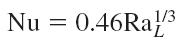 Nu = 0.46Ra_L^{1/3}